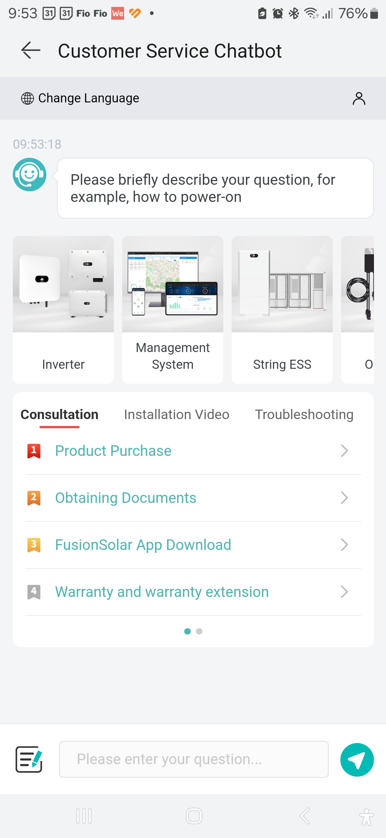 9:53 31 31 Fio Fio We 76%
Customer Service Chatbot
Change Language
09:53:18
Please briefly describe your question, for
example, how to power-on
Inverter
Management
System
String ESS
O
Consultation Installation Video Troubleshooting
1 Product Purchase
2 Obtaining Documents
3 FusionSolar App Download
4 Warranty and warranty extension
Please enter your question...